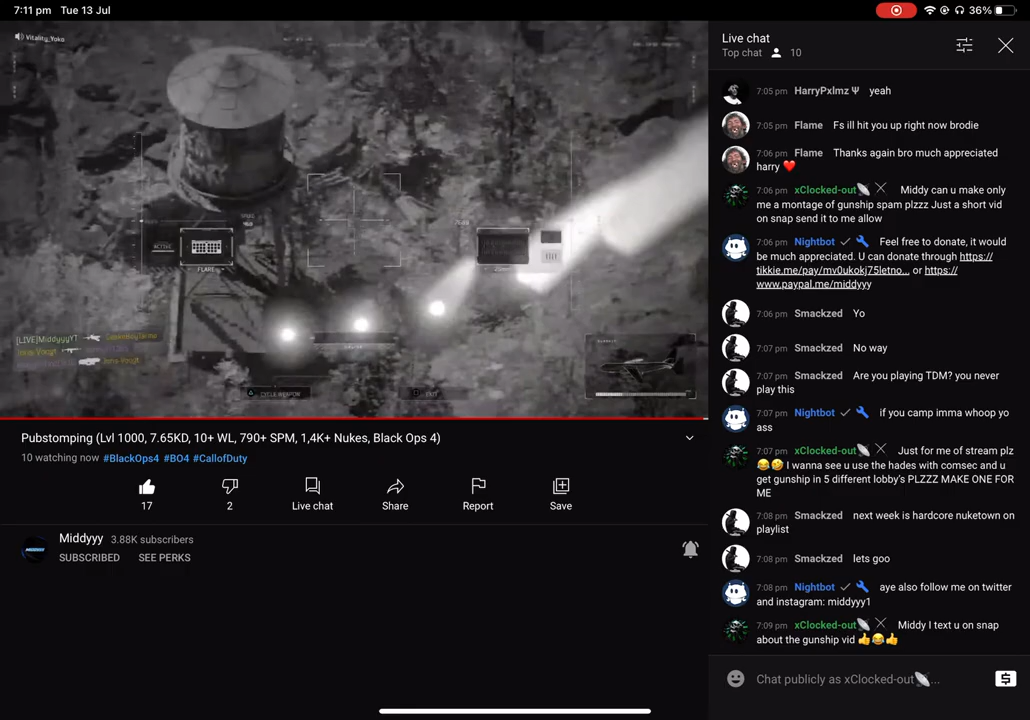 7:11 pm Tue 13 Jul
36%
Vitality_Yoko
ACTIVE
FLARE
[LIVE]MiddyyyYT
CYCLE WEAPON
Pubstomping (Lvl 1000, 7.65KD, 10+ WL, 790+ SPM, 1,4K+ Nukes, Black Ops 4)
10 watching now #BlackOps4 #BO4 #CallofDuty
17
2
Live chat
Share
Report
Save
Middyyy 3.88K subscribers
SUBSCRIBED SEE PERKS
Live chat
Top chat 10
7:05 pm HarryPxlmz Ψ yeah
7:05 pm Flame Fs ill hit you up right now brodie
7:06 pm Flame Thanks again bro much appreciated
harry ❤️
7:06 pm xClocked-out Middy can u make only
me a montage of gunship spam plzzz Just a short vid
on snap send it to me allow
7:06 pm Nightbot Feel free to donate, it would
be much appreciated. U can donate through https://
tikkie.me/pay/mv0ukokj75letno... or https://
www.paypal.me/middyyy
7:06 pm Smackzed Yo
7:07 pm Smackzed No way
7:07 pm Smackzed Are you playing TDM? you never
play this
7:07 pm Nightbot if you camp imma whoop yo
ass
7:07 pm xClocked-out Just for me of stream plz
😂🤣 I wanna see u use the hades with comsec and u
get gunship in 5 different lobby's PLZZZ MAKE ONE FOR
ME
7:08 pm Smackzed next week is hardcore nuketown on
playlist
7:08 pm Smackzed lets goo
7:08 pm Nightbot aye also follow me on twitter
and instagram: middyyy1
7:09 pm xClocked-out Middy I text u on snap
about the gunship vid 👍😂👍
Chat publicly as xClocked-out...